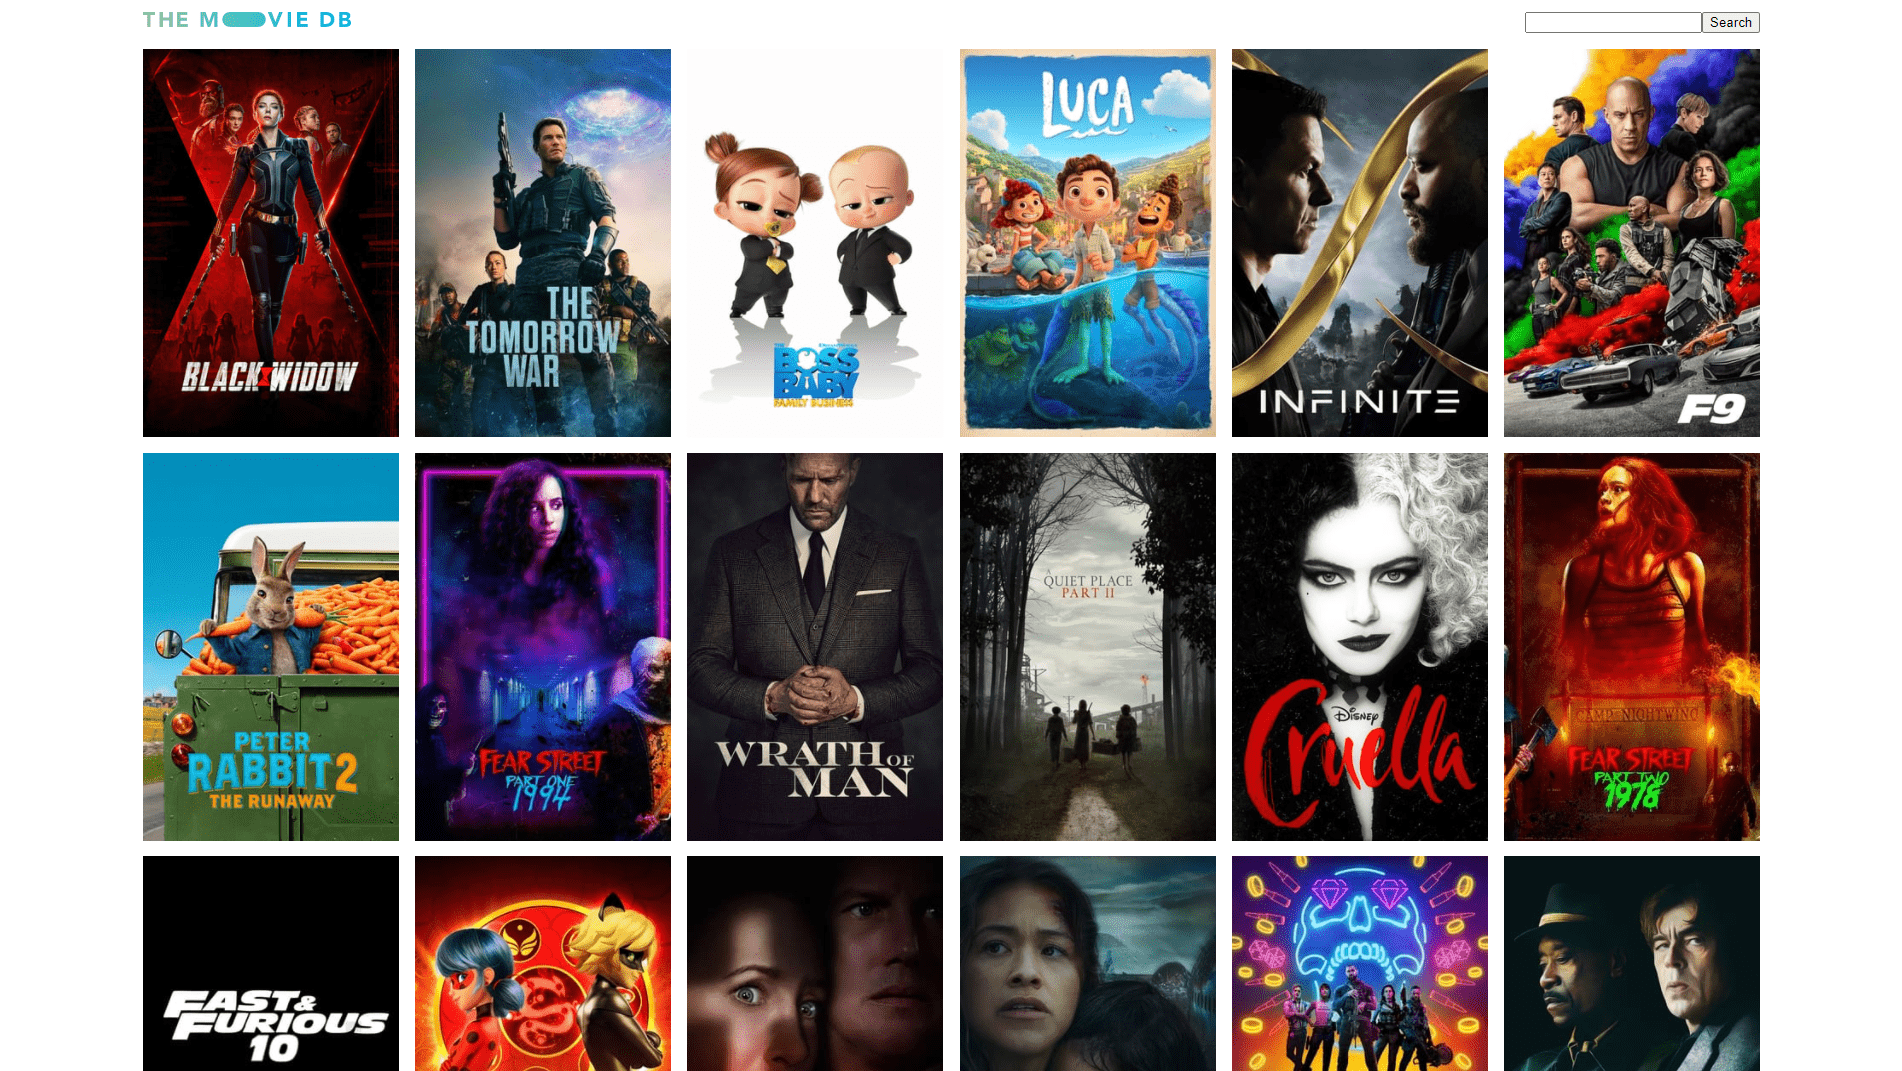 THE MOVIE DB
Search
BLACK WIDOW
THE
TOMORROW
WAR
THE
BOSS
BABY
FAMILY BUSINESS
LUCA
INFINITE
F9
PETER
RABBIT 2
THE RUNAWAY
FEAR STREET
PART ONE
1994
WRATH OF
MAN
A
QUIET PLACE
PART II
Disney
Cruella
CAMP NIGHTWING
FEAR STREET
PART TWO
1978
FAST &
FURIOUS
10